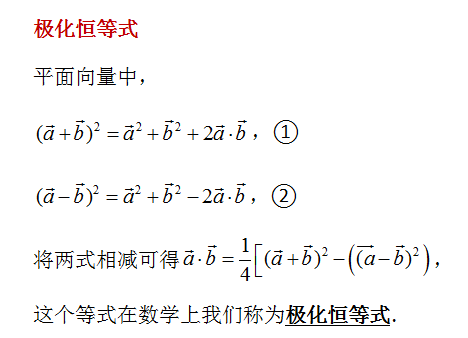 极化恒等式
平面向量中，
$(\vec{a}+\vec{b})^2=\vec{a}^2+\vec{b}^2+2\vec{a}\cdot\vec{b}$，①
$(\vec{a}-\vec{b})^2=\vec{a}^2+\vec{b}^2-2\vec{a}\cdot\vec{b}$，②
将两式相减可得$\vec{a}\cdot\vec{b}=\frac{1}{4}\left[(\vec{a}+\vec{b})^2-\left(\overrightarrow{(a}-\vec{b})^2\right)\right.$，
这个等式在数学上我们称为极化恒等式．